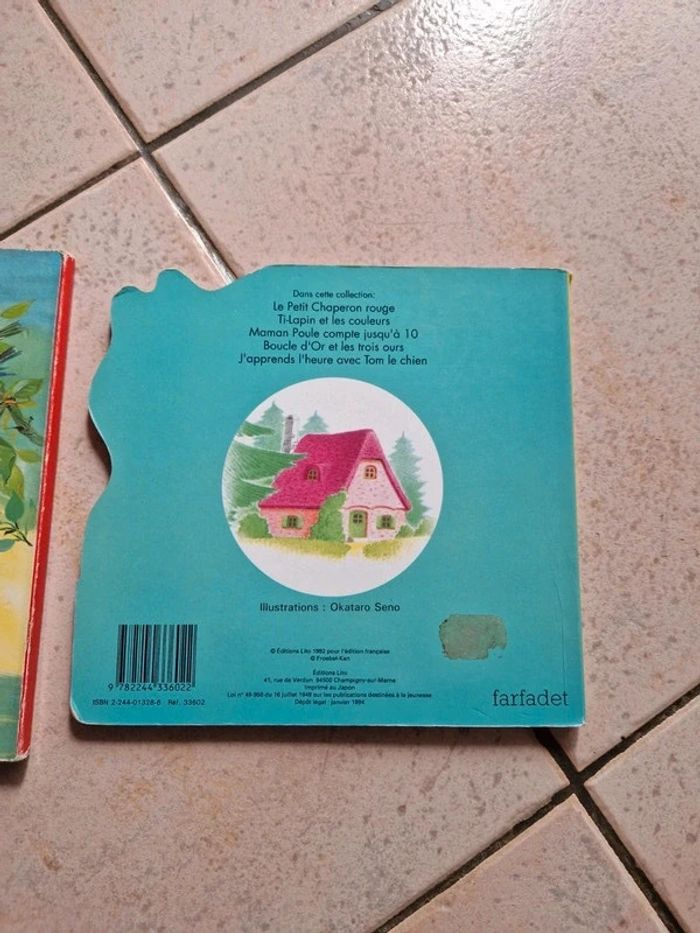 Dans cette collection:
Le Petit Chaperon rouge
Ti-Lapin et les couleurs
Maman Poule compte jusqu'à 10
Boucle d'Or et les trois ours
J'apprends l'heure avec Tom le chien
Illustrations : Okataro Seno
© Éditions Lito 1992 pour l'édition française
© Froebel-Kan
Éditions Lito
41, rue de Verdun 94500 Champigny-sur-Marne
Imprimé au Japon
Loi n° 49-956 du 16 juillet 1949 sur les publications destinées à la jeunesse
Dépôt légal : janvier 1994
9 782244 336022
ISBN 2-244-01328-6 Réf. 33602
farfadet